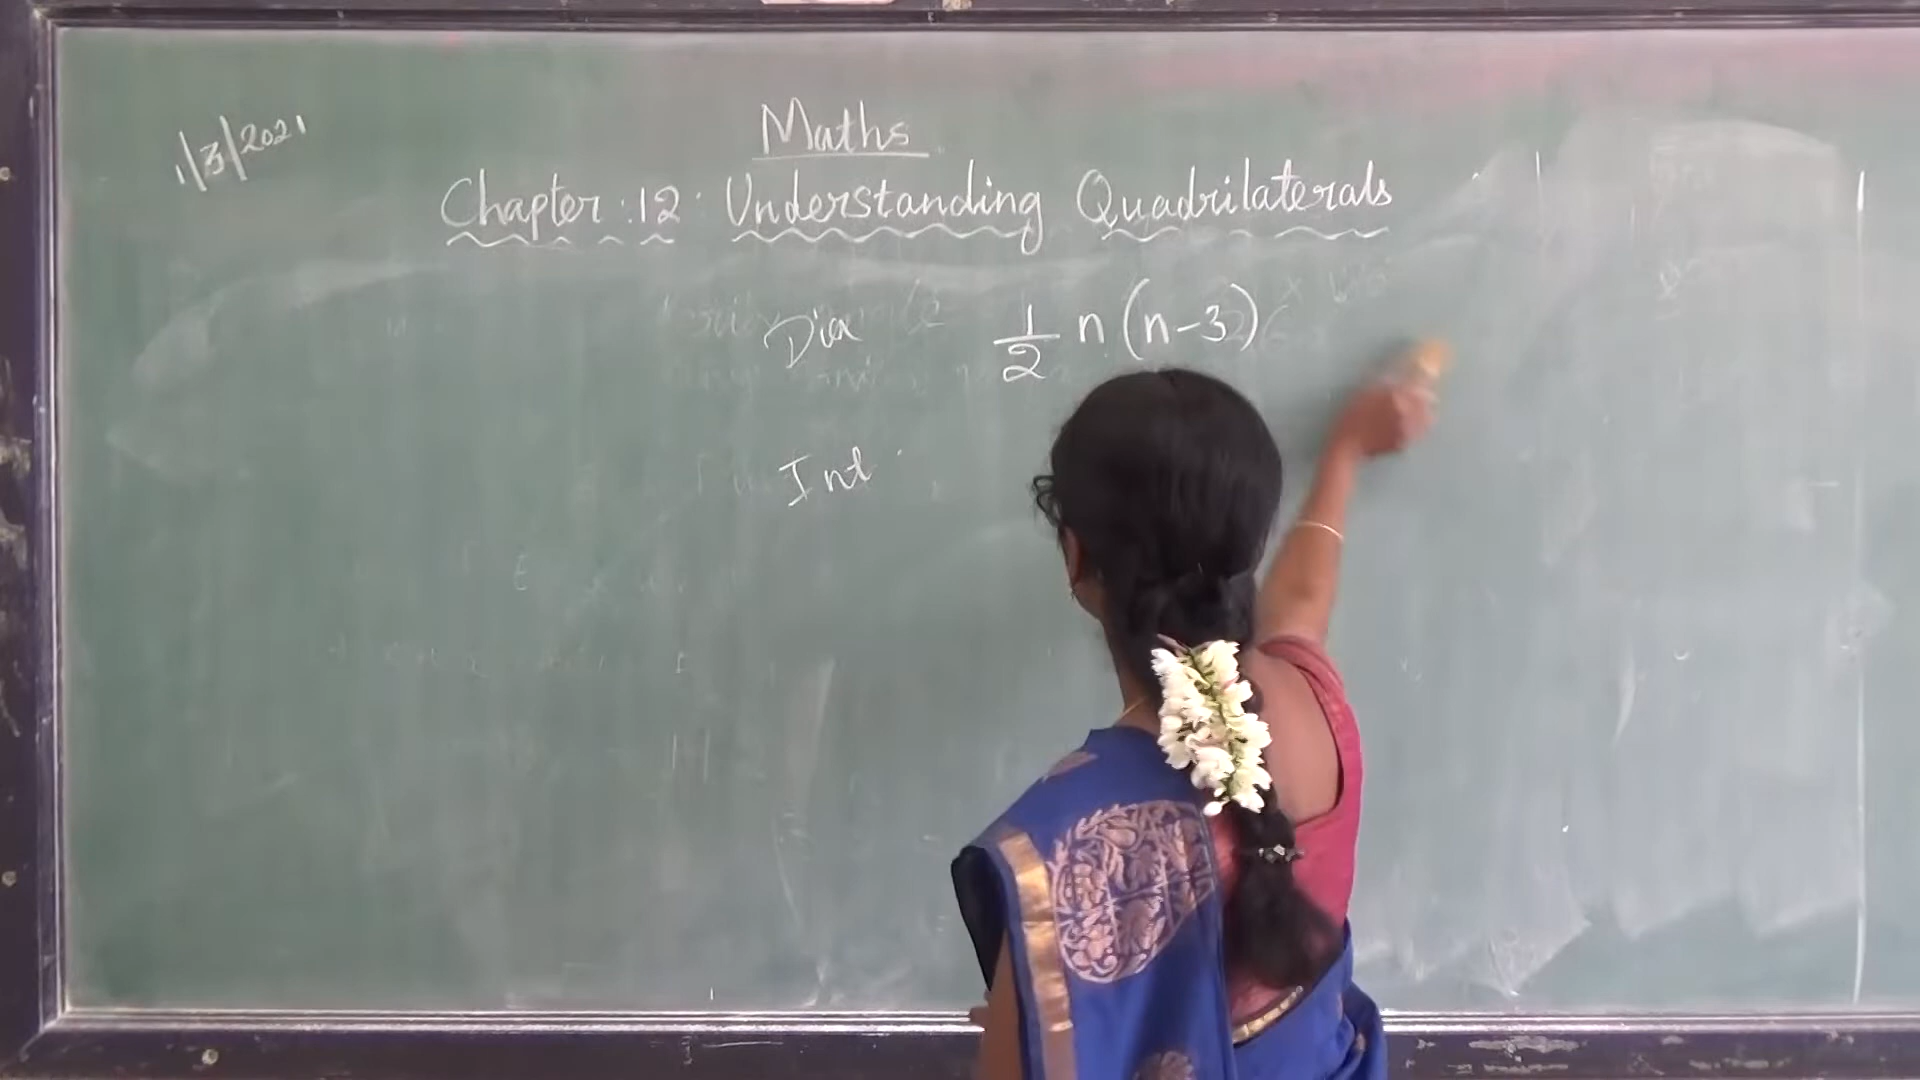 1/3/2021
Maths
Chapter :12: Understanding Quadrilaterals
Dia 1/2 n (n-3)
Int